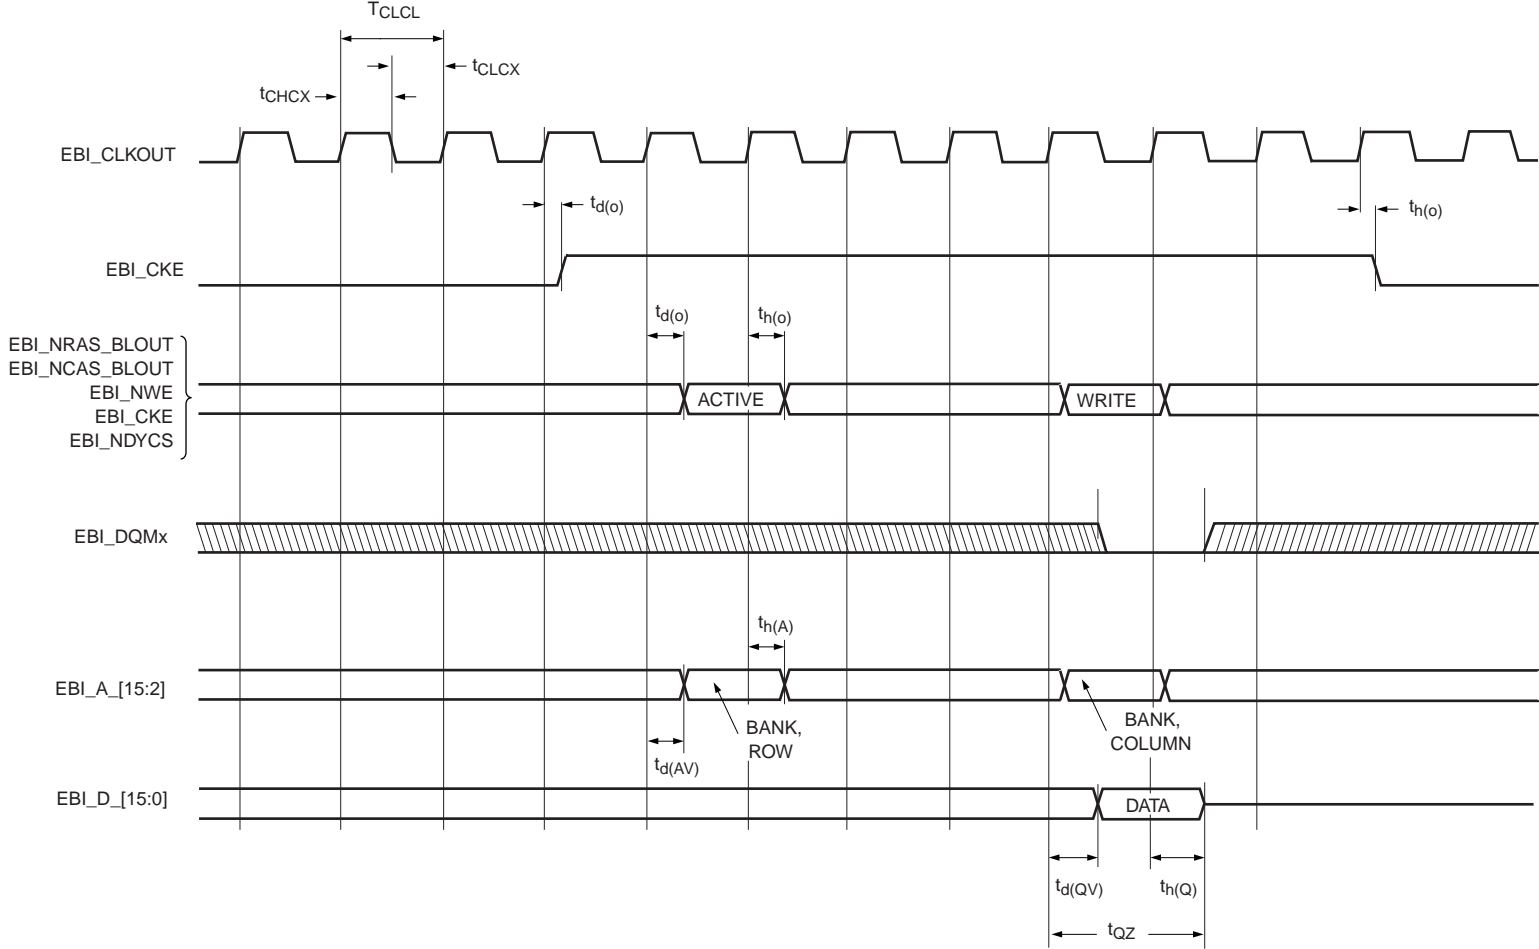 TCLCL
tCLCX
tCHCX
EBI_CLKOUT
td(o)
th(o)
EBI_CKE
td(o)
th(o)
EBI_NRAS_BLOUT
EBI_NCAS_BLOUT
EBI_NWE
EBI_CKE
EBI_NDYCS
ACTIVE
WRITE
EBI_DQMx
th(A)
EBI_A_[15:2]
BANK,
ROW
BANK,
COLUMN
td(AV)
EBI_D_[15:0]
DATA
td(QV)
th(Q)
tQZ